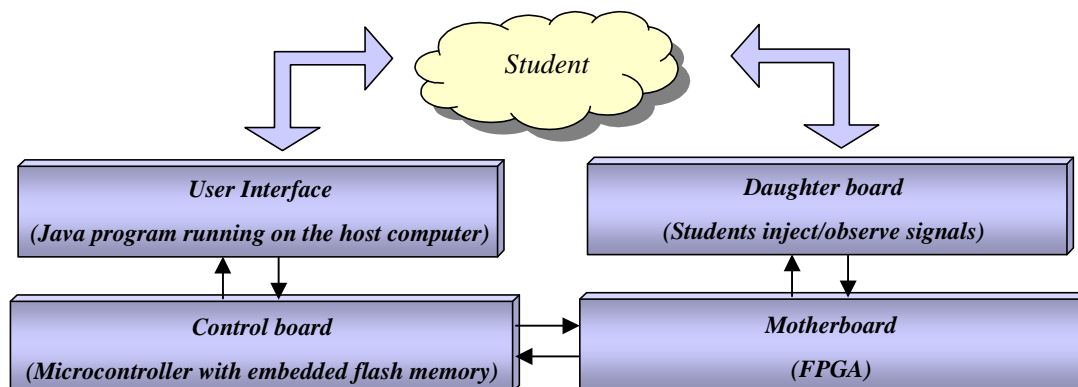 Student
User Interface
(Java program running on the host computer)
Daughter board
(Students inject/observe signals)
Control board
(Microcontroller with embedded flash memory)
Motherboard
(FPGA)